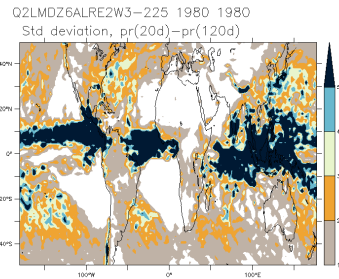 Q2LMDZ6ALRE2W3-225 1980 1980
Std deviation, pr(20d)-pr(120d)
40°N
20°N
0°
20°S
40°S
100°W 0° 100°E
5
4
3
2
1